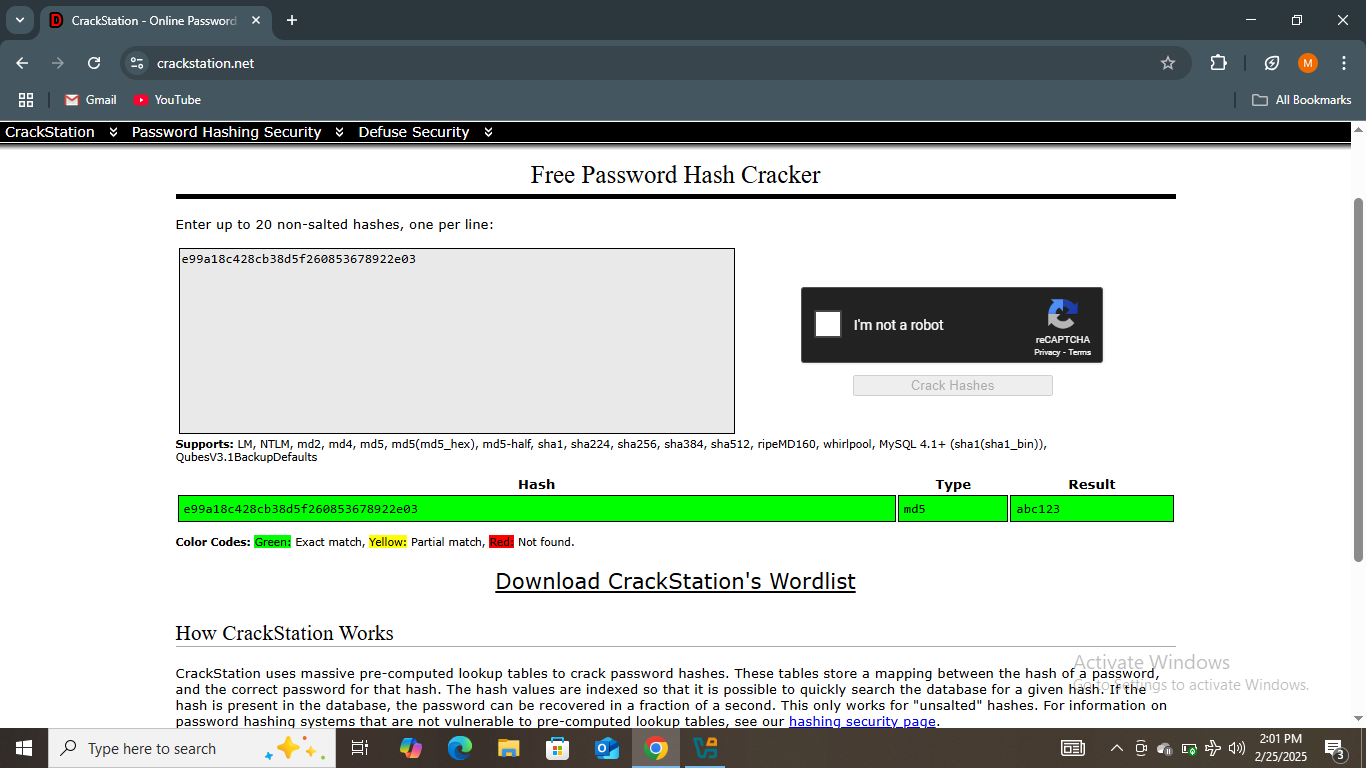 CrackStation - Online Password
crackstation.net
M
Gmail
YouTube
All Bookmarks
CrackStation
Password Hashing Security
Defuse Security
Free Password Hash Cracker
Enter up to 20 non-salted hashes, one per line:
e99a18c428cb38d5f260853678922e03
I'm not a robot
reCAPTCHA
Privacy - Terms
Crack Hashes
Supports: LM, NTLM, md2, md4, md5, md5(md5_hex), md5-half, sha1, sha224, sha256, sha384, sha512, ripeMD160, whirlpool, MySQL 4.1+ (sha1(sha1_bin)),
QubesV3.1BackupDefaults
Hash Type Result
e99a18c428cb38d5f260853678922e03 md5 abc123
Color Codes: Green: Exact match, Yellow: Partial match, Red: Not found.
Download CrackStation's Wordlist
How CrackStation Works
CrackStation uses massive pre-computed lookup tables to crack password hashes. These tables store a mapping between the hash of a password,
and the correct password for that hash. The hash values are indexed so that it is possible to quickly search the database for a given hash. If the
hash is present in the database, the password can be recovered in a fraction of a second. This only works for "unsalted" hashes. For information on
password hashing systems that are not vulnerable to pre-computed lookup tables, see our hashing security page.
Activate Windows
Go to Settings to activate Windows.
Type here to search
2:01 PM
2/25/2025
3